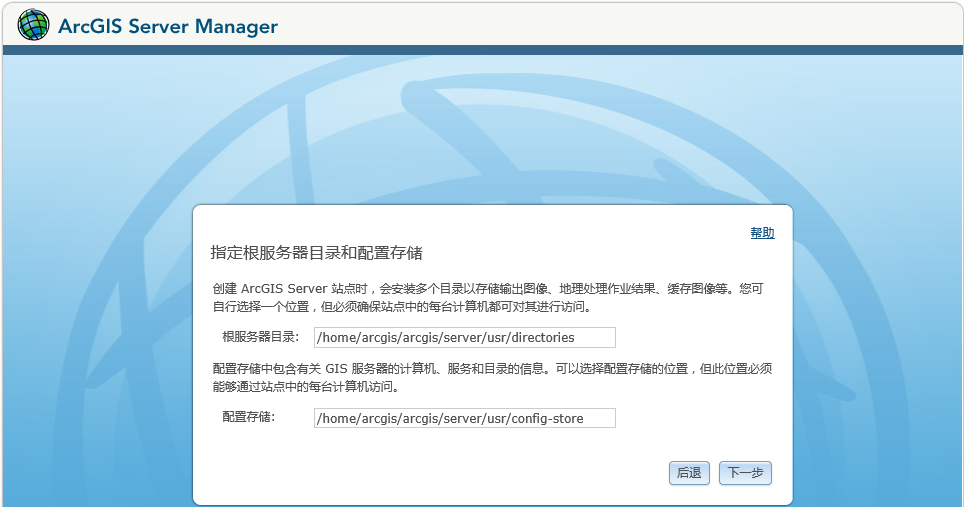 ArcGIS Server Manager
帮助
指定根服务器目录和配置存储
创建 ArcGIS Server 站点时，会安装多个目录以存储输出图像、地理处理作业结果、缓存图像等。您可
自行选择一个位置，但必须确保站点中的每台计算机都可对其进行访问。
根服务器目录: /home/arcgis/arcgis/server/usr/directories
配置存储中包含有关 GIS 服务器的计算机、服务和目录的信息。可以选择配置存储的位置，但此位置必须
能够通过站点中的每台计算机访问。
配置存储: /home/arcgis/arcgis/server/usr/config-store
后退 下一步